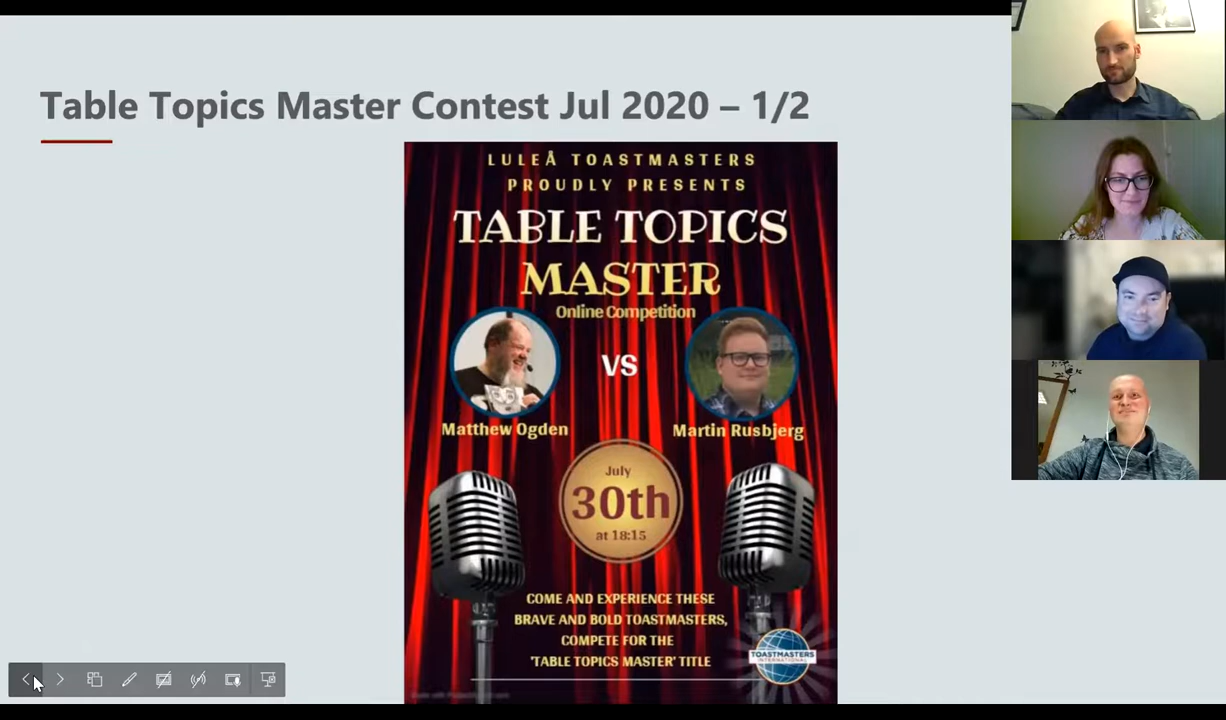 Table Topics Master Contest Jul 2020 – 1/2
LULEÅ TOASTMASTERS
PROUDLY PRESENTS
TABLE TOPICS
MASTER
Online Competition
VS
Matthew Ogden
Martin Rusbjerg
July
30th
at 18:15
COME AND EXPERIENCE THESE
BRAVE AND BOLD TOASTMASTERS,
COMPETE FOR THE
'TABLE TOPICS MASTER' TITLE
TOASTMASTERS
INTERNATIONAL